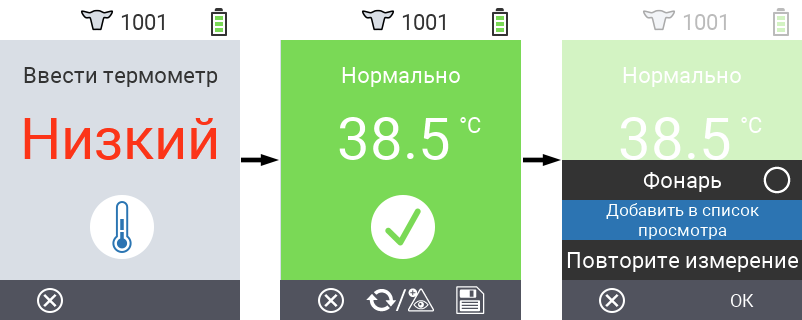 1001
Ввести термометр
Низкий
1001
Нормально
38.5 °C
1001
Нормально
38.5 °C
Фонарь
Добавить в список
просмотра
Повторите измерение
OK